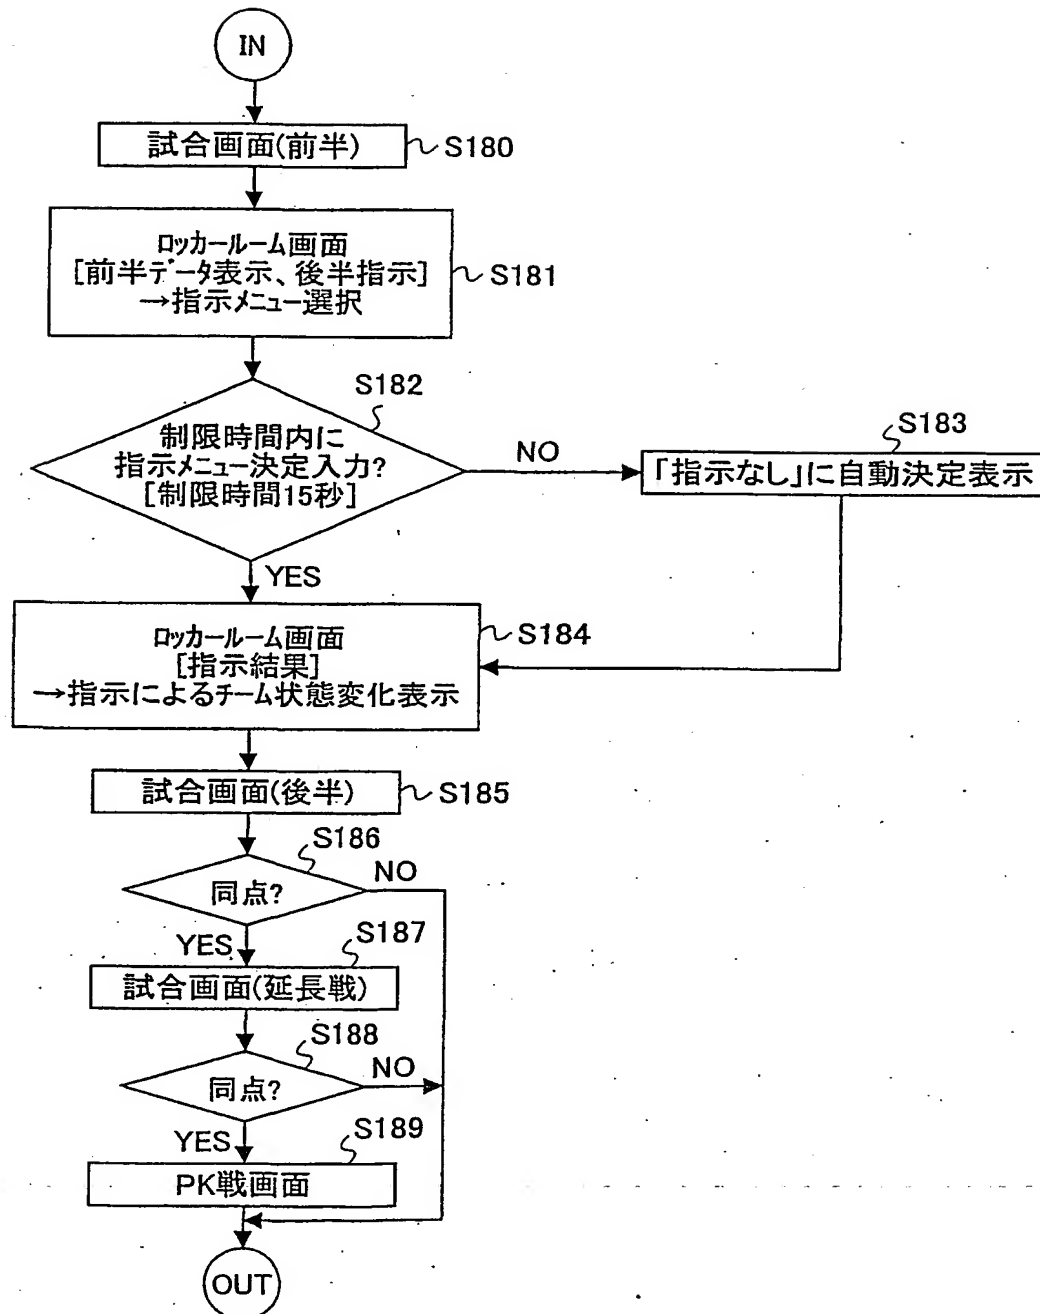 IN
試合画面(前半)
S180
ロッカールーム画面
[前半データ表示、後半指示]
→指示メニュー選択
S181
S182
制限時間内に
指示メニュー決定入力?
[制限時間15秒]
NO
S183
「指示なし」に自動決定表示
YES
ロッカールーム画面
[指示結果]
→指示によるチーム状態変化表示
S184
試合画面(後半)
S185
S186
同点?
NO
YES
S187
試合画面(延長戦)
S188
同点?
NO
YES
S189
PK戦画面
OUT